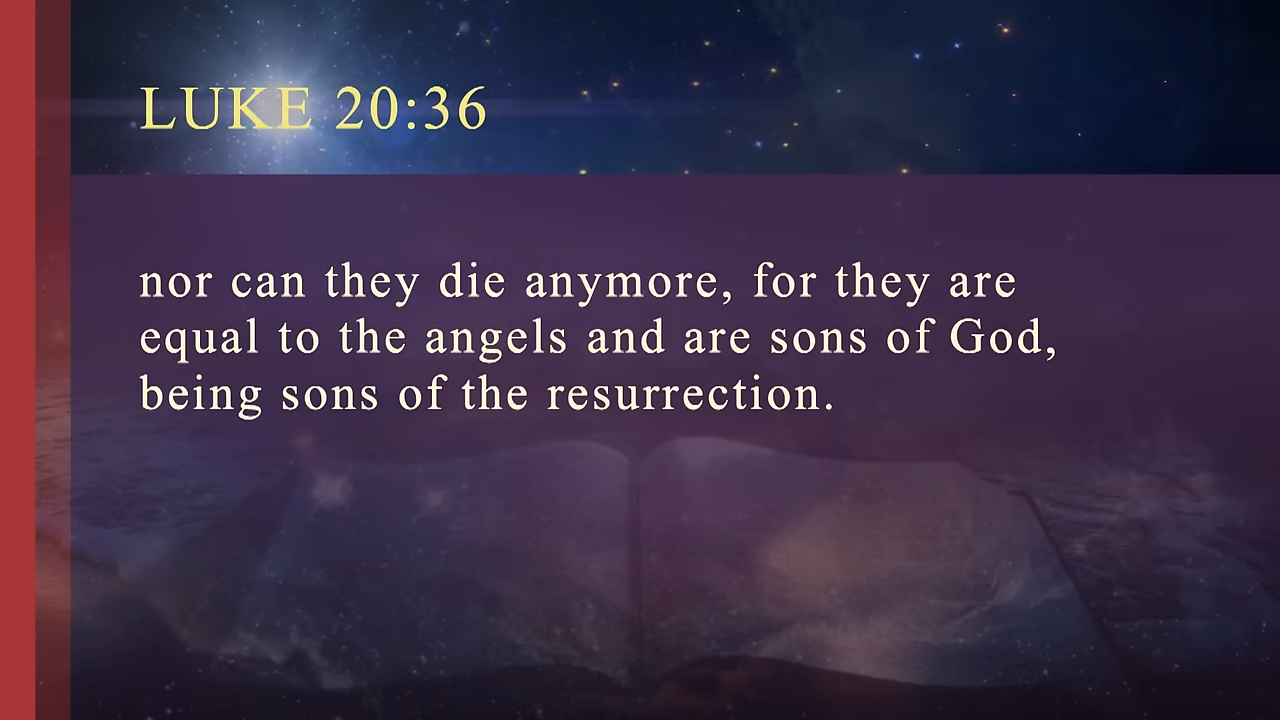 LUKE 20:36
nor can they die anymore, for they are
equal to the angels and are sons of God,
being sons of the resurrection.